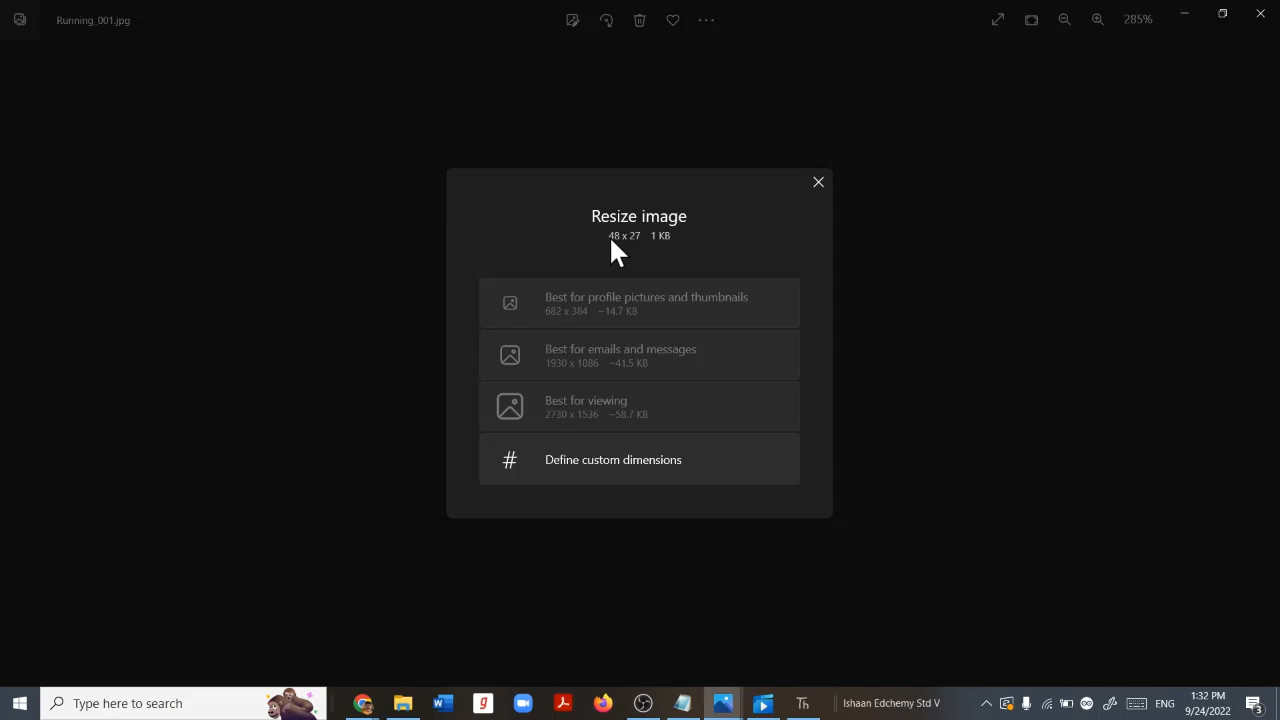 Running_001.jpg
285%
Resize image
48 x 27 1 KB
Best for profile pictures and thumbnails
682 x 384 ~14.7 KB
Best for emails and messages
1930 x 1086 ~41.5 KB
Best for viewing
2730 x 1536 ~58.7 KB
# Define custom dimensions
Type here to search
W
g
Th
Ishaan Edchemy Std V
ENG
1:32 PM
9/24/2022
3